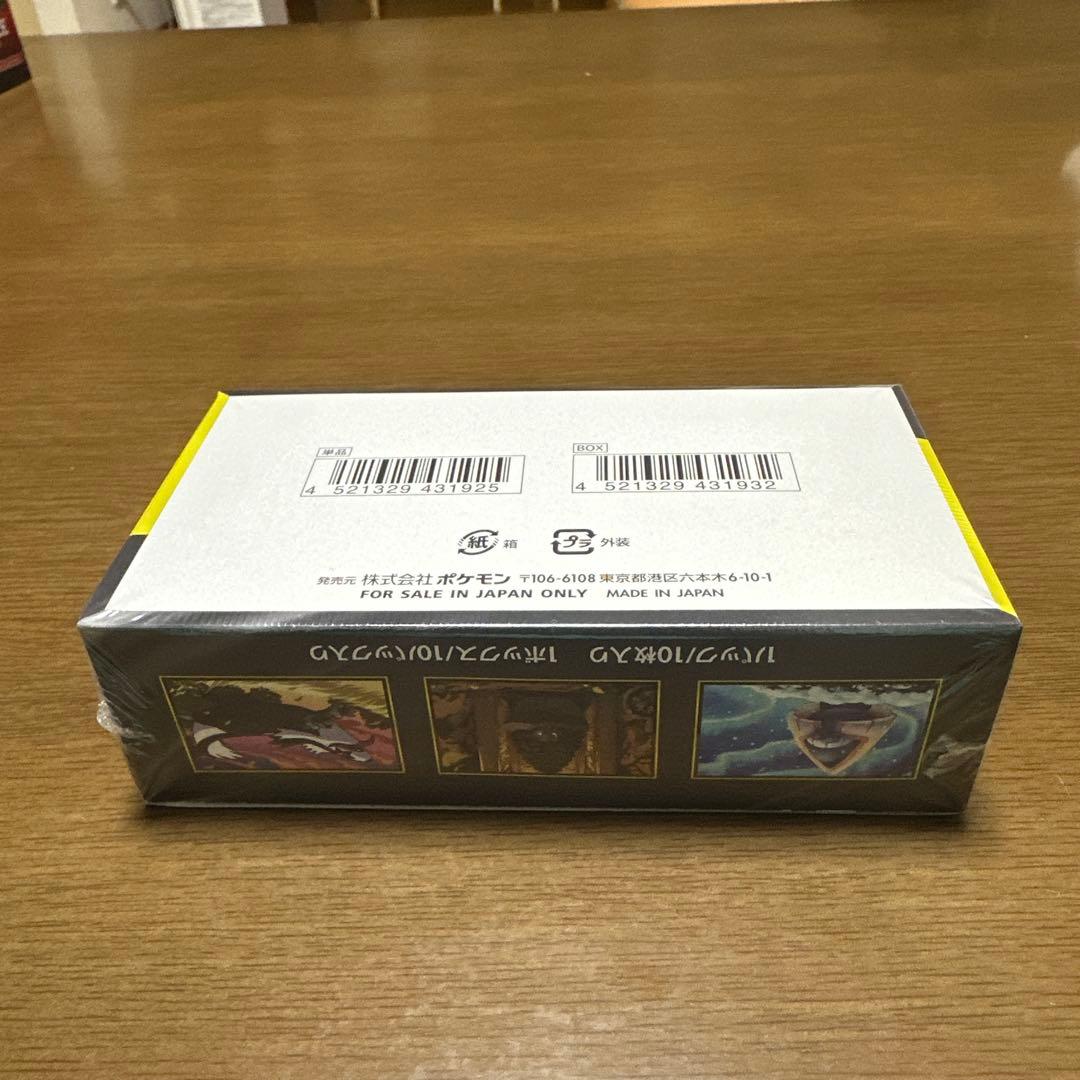 単品
4 521329 431925
BOX
4 521329 431932
紙 箱
プラ 外装
発売元 株式会社 ポケモン 〒106-6108 東京都港区六本木6-10-1
FOR SALE IN JAPAN ONLY MADE IN JAPAN
1パック/10枚入り 1ボックス/10パック入り